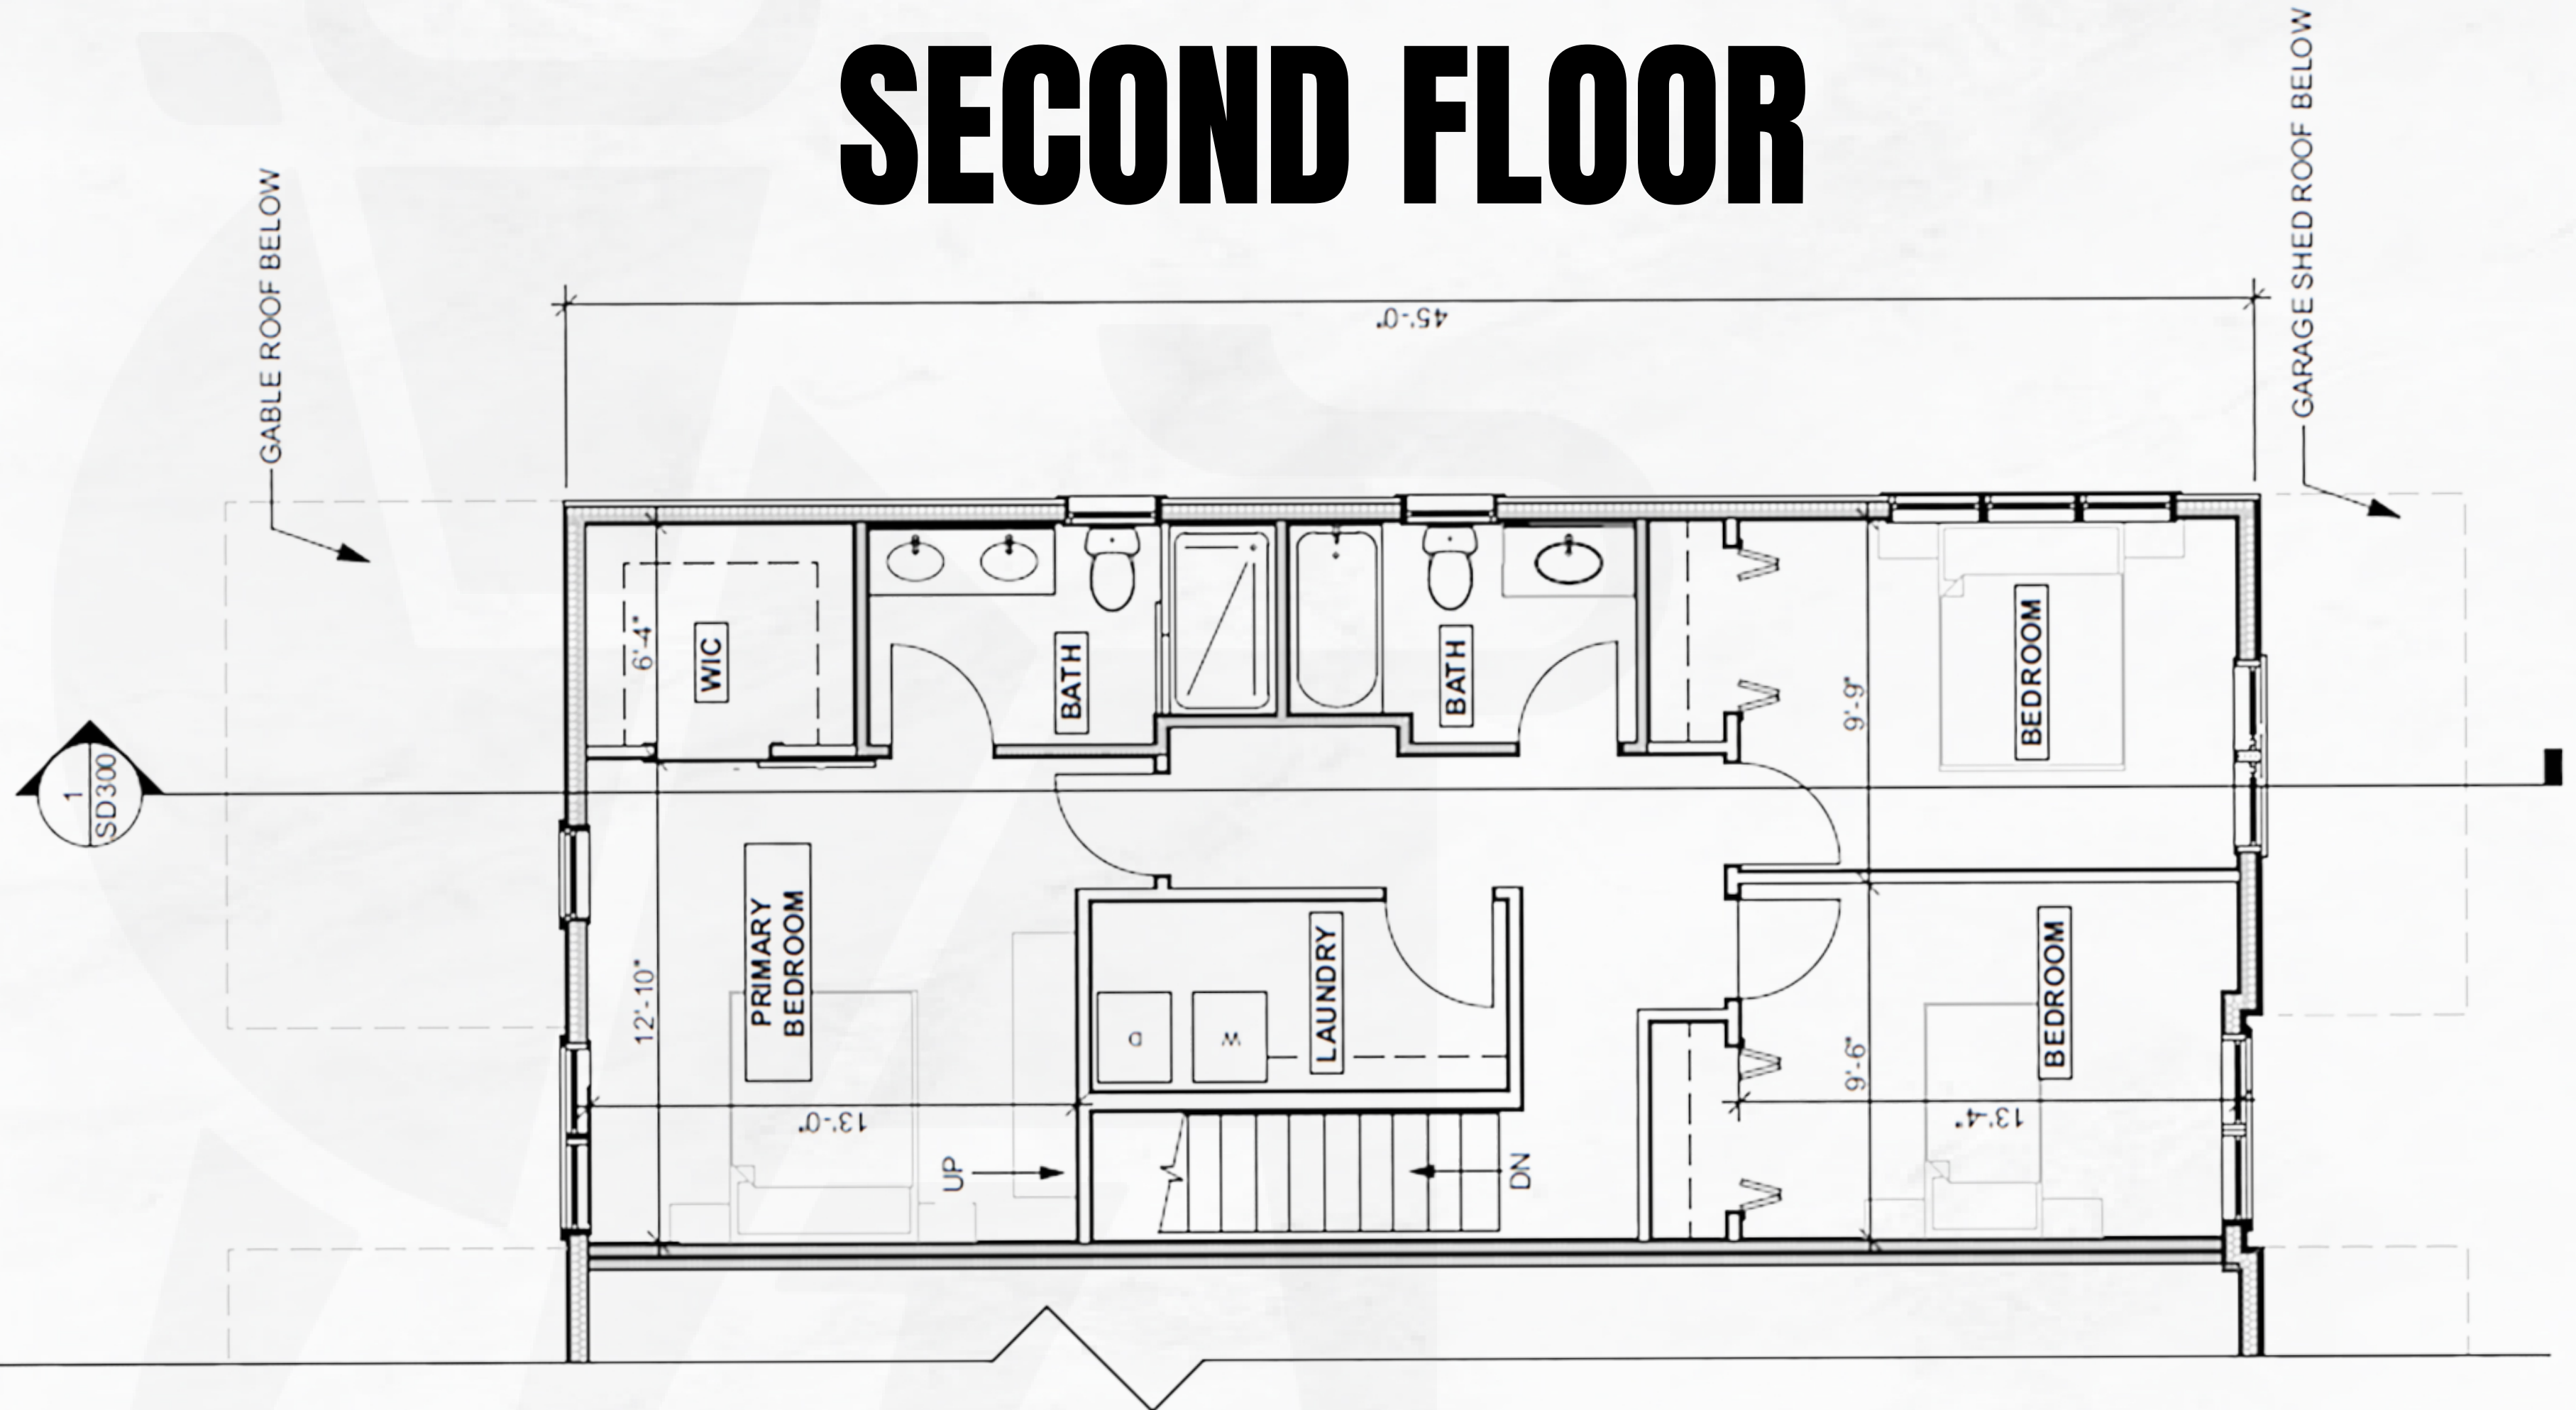 SECOND FLOOR
GABLE ROOF BELOW
GARAGE SHED ROOF BELOW
45'-0"
6'-4"
WIC
BATH
BATH
9'-9"
BEDROOM
1
SD300
PRIMARY
BEDROOM
12'-10"
13'-0"
UP
D
W
LAUNDRY
DN
9'-6"
BEDROOM
13'-4"